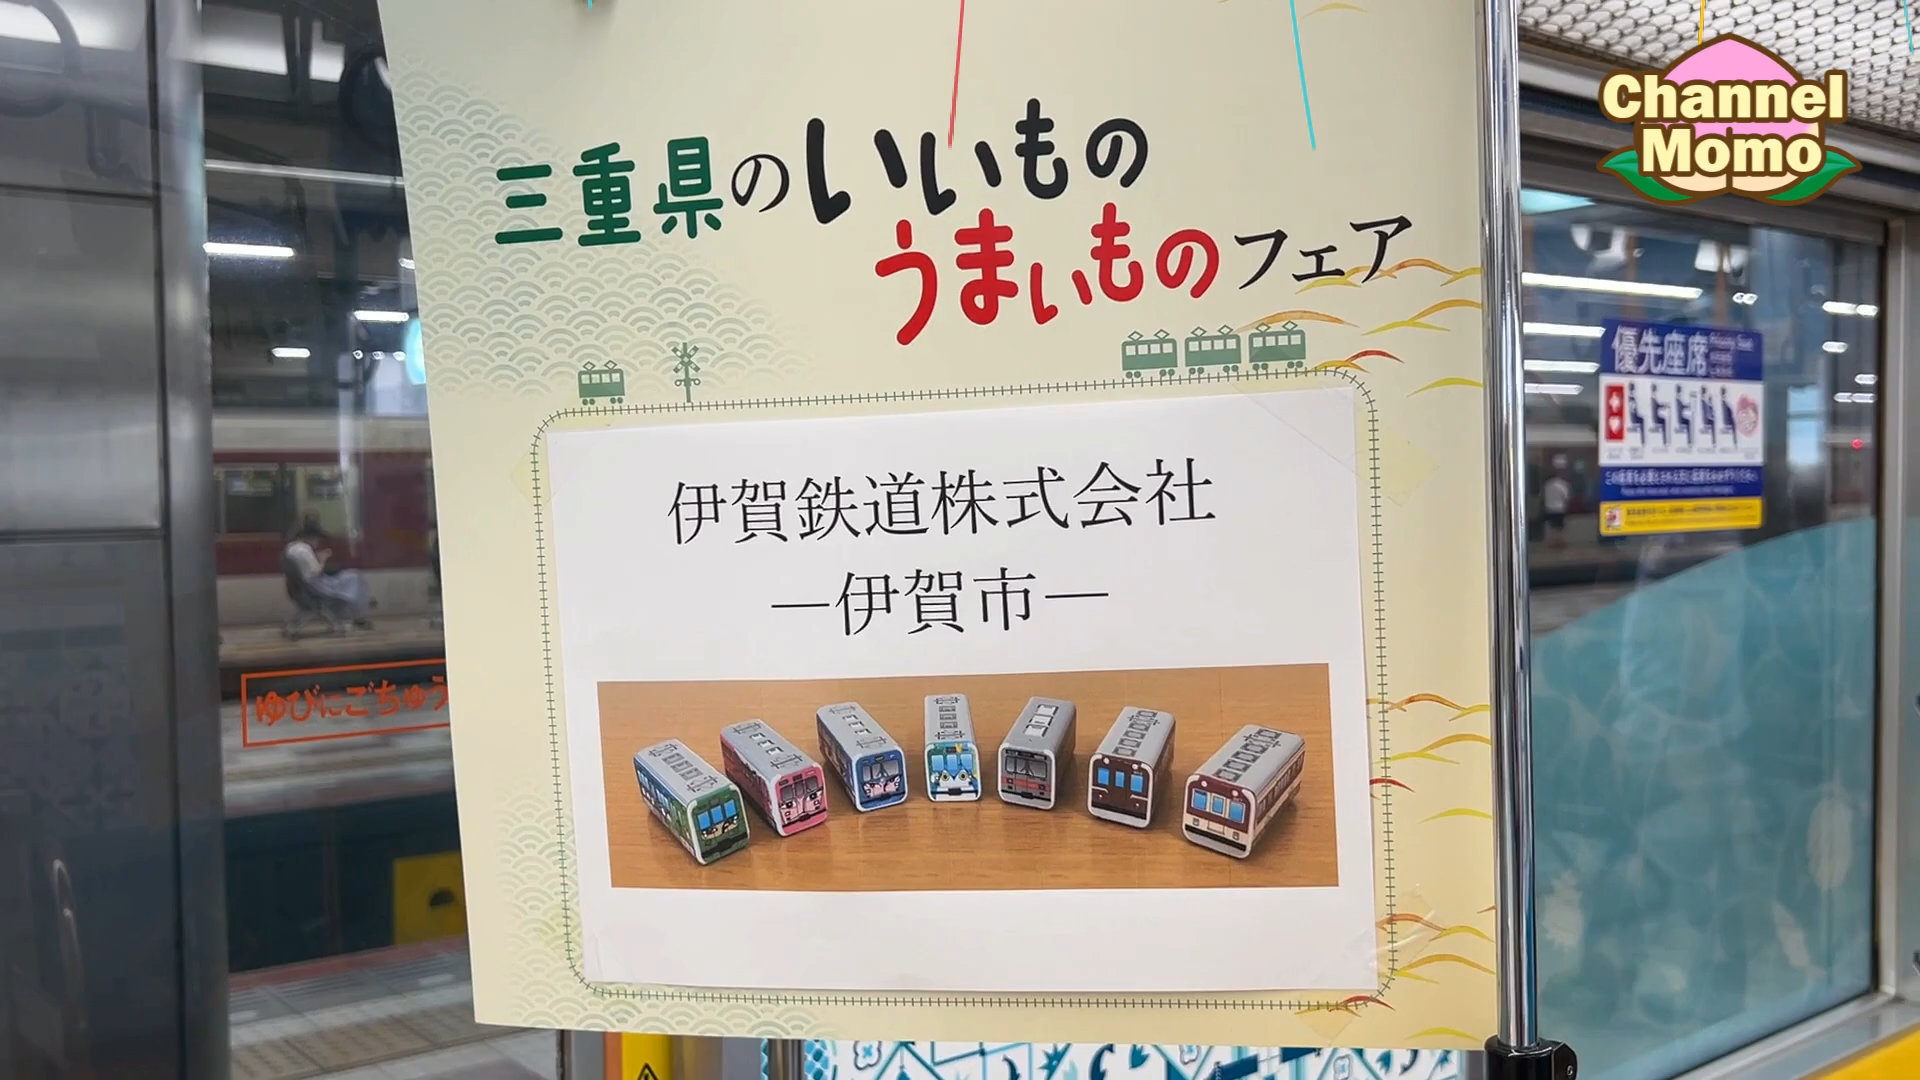 Channel
Momo
三重県のいいもの
うまいものフェア
優先座席
Priority Seat
伊賀鉄道株式会社
―伊賀市―
ゆびにごちゅう